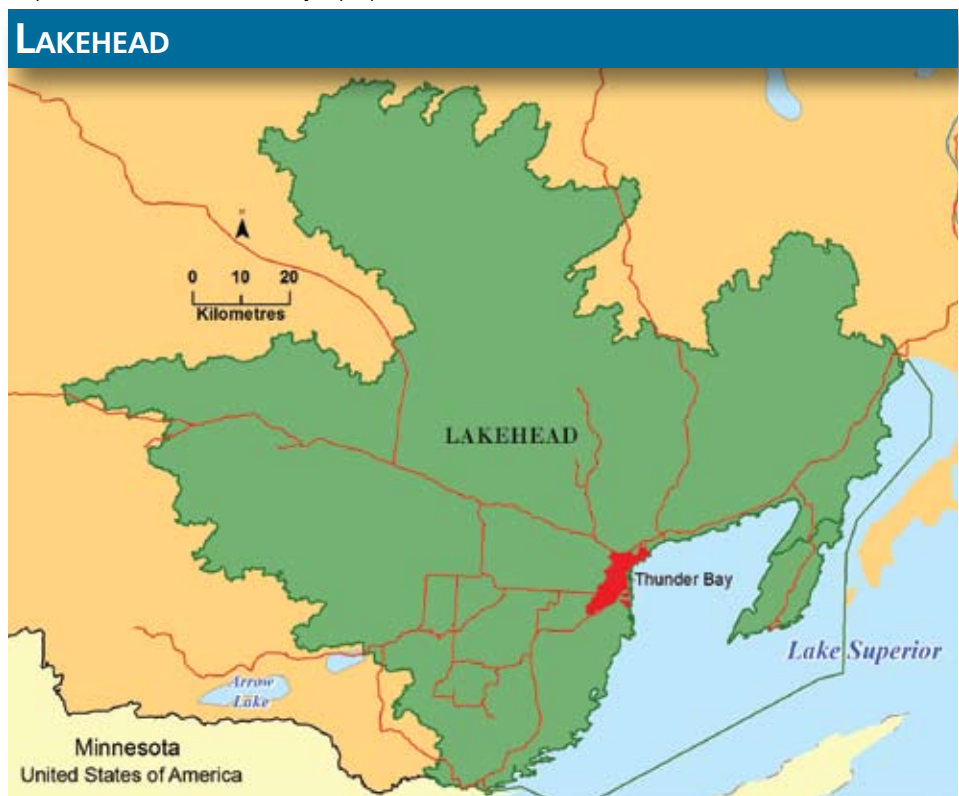 LAKEHEAD
0 10 20
Kilometres
LAKEHEAD
Thunder Bay
Lake Superior
Arrow
Lake
Minnesota
United States of America